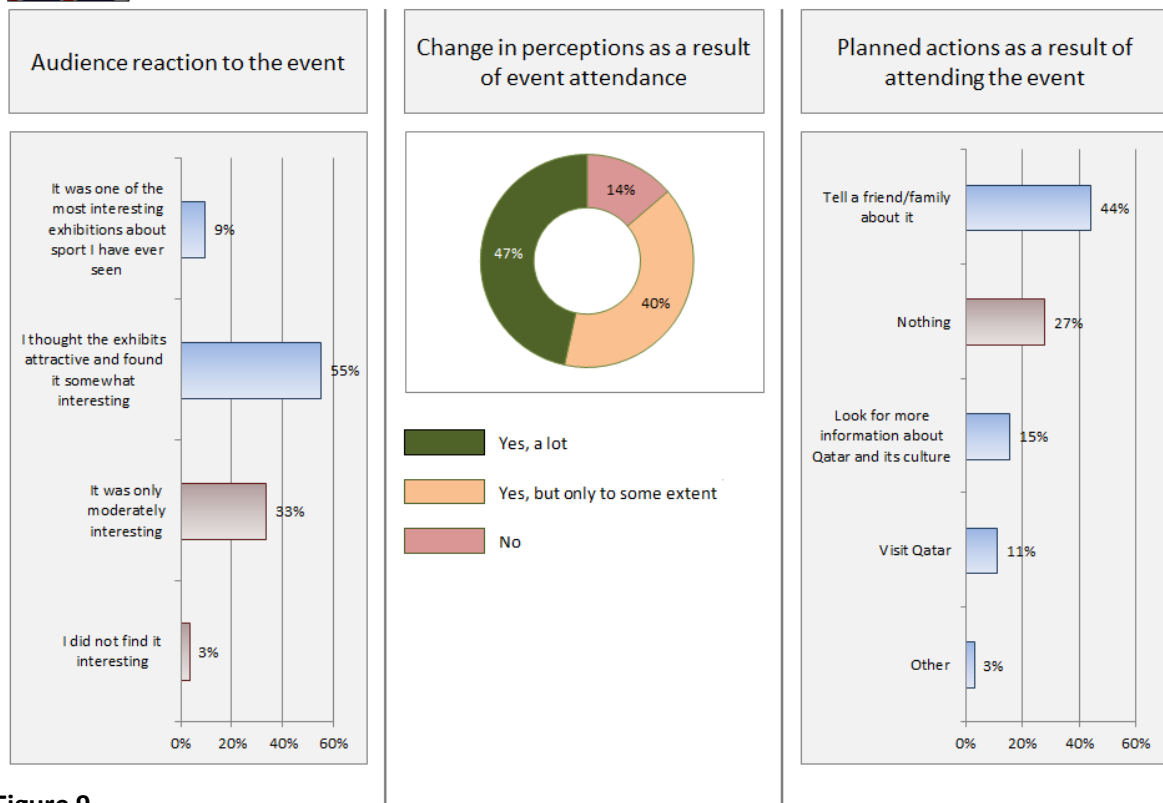 Audience reaction to the event
It was one of the
most interesting
exhibitions about
sport I have ever
seen
9%
I thought the exhibits
attractive and found
it somewhat
interesting
55%
It was only
moderately
interesting
33%
I did not find it
interesting
3%
0% 20% 40% 60%
Change in perceptions as a result
of event attendance
14%
47%
40%
Yes, a lot
Yes, but only to some extent
No
Planned actions as a result of
attending the event
Tell a friend/family
about it
44%
Nothing
27%
Look for more
information about
Qatar and its culture
15%
Visit Qatar
11%
Other
3%
0% 20% 40% 60%
Figure 9